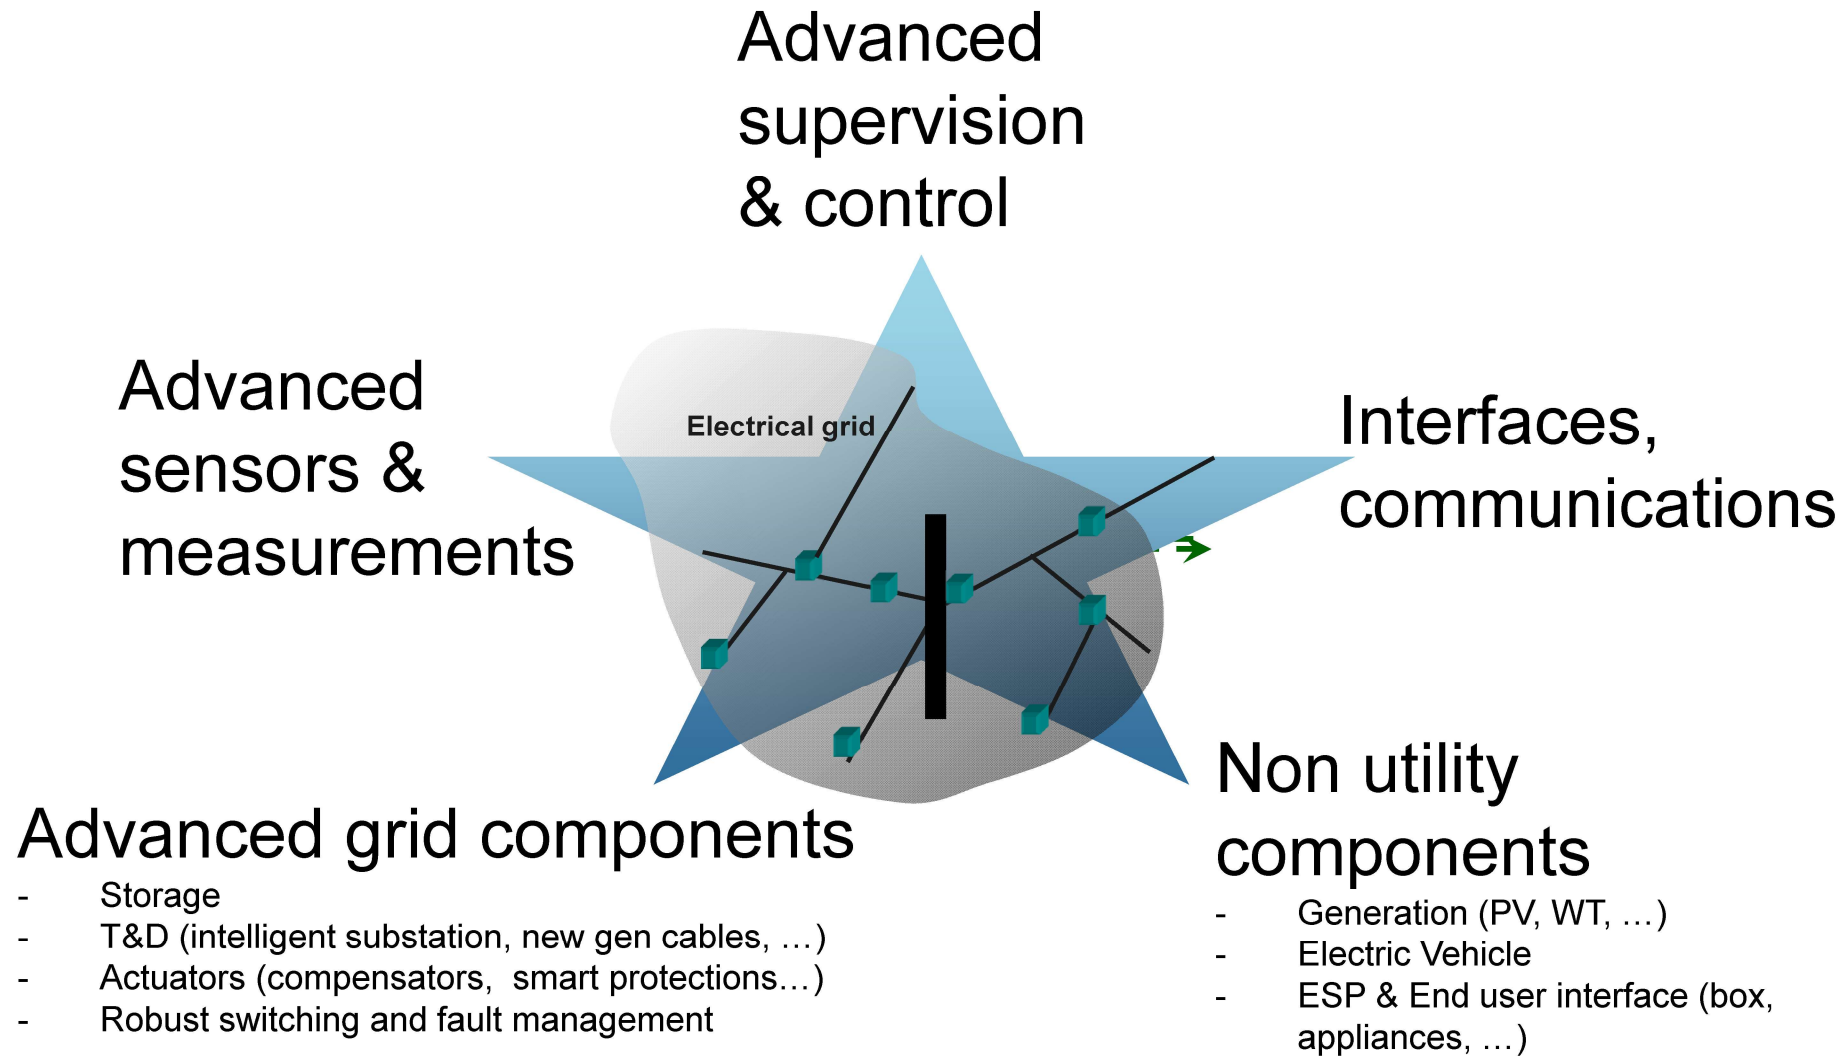 Advanced
supervision
& control
Advanced
sensors &
measurements
Electrical grid
Interfaces,
communications
Advanced grid components
- Storage
- T&D (intelligent substation, new gen cables, …)
- Actuators (compensators,  smart protections…)
- Robust switching and fault management
Non utility
components
- Generation (PV, WT, …)
- Electric Vehicle
- ESP & End user interface (box,
appliances, …)